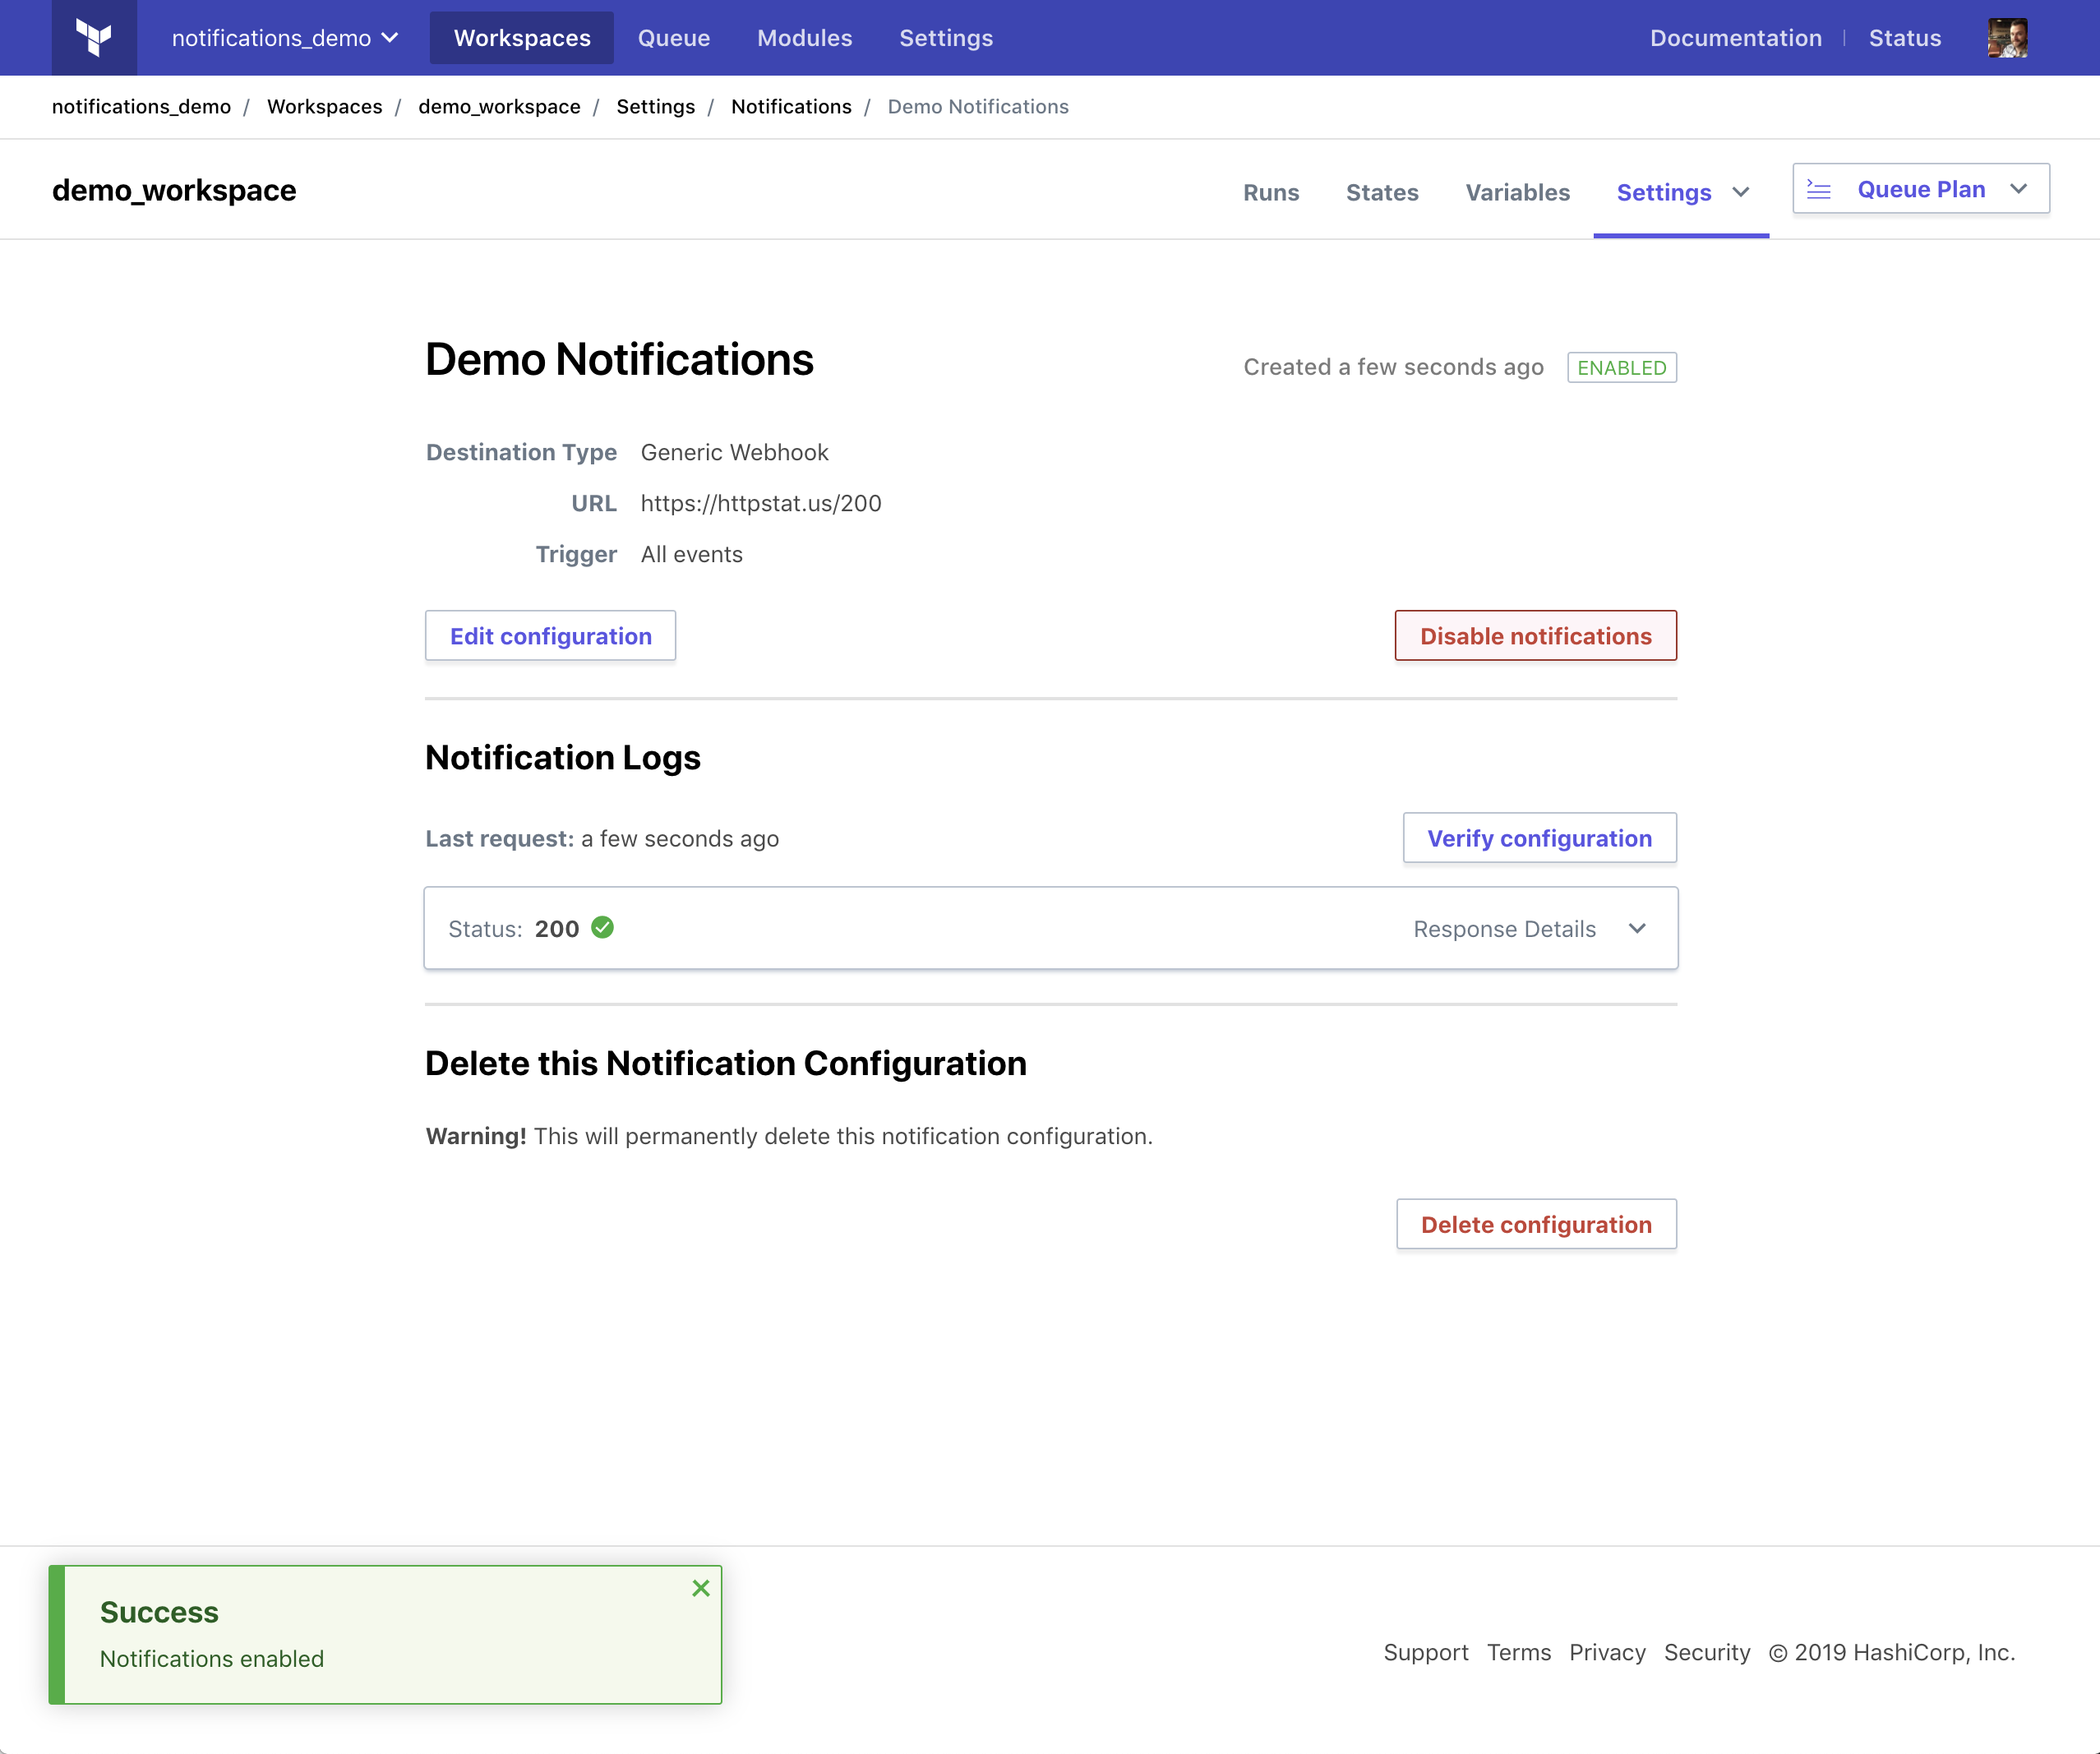 notifications_demo Workspaces Queue Modules Settings Documentation Status
notifications_demo / Workspaces / demo_workspace / Settings / Notifications / Demo Notifications
demo_workspace Runs States Variables Settings Queue Plan
Demo Notifications Created a few seconds ago ENABLED
Destination Type Generic Webhook
URL https://httpstat.us/200
Trigger All events
Edit configuration Disable notifications
Notification Logs
Last request: a few seconds ago Verify configuration
Status: 200 Response Details
Delete this Notification Configuration
Warning! This will permanently delete this notification configuration.
Delete configuration
Success
Notifications enabled
Support Terms Privacy Security © 2019 HashiCorp, Inc.